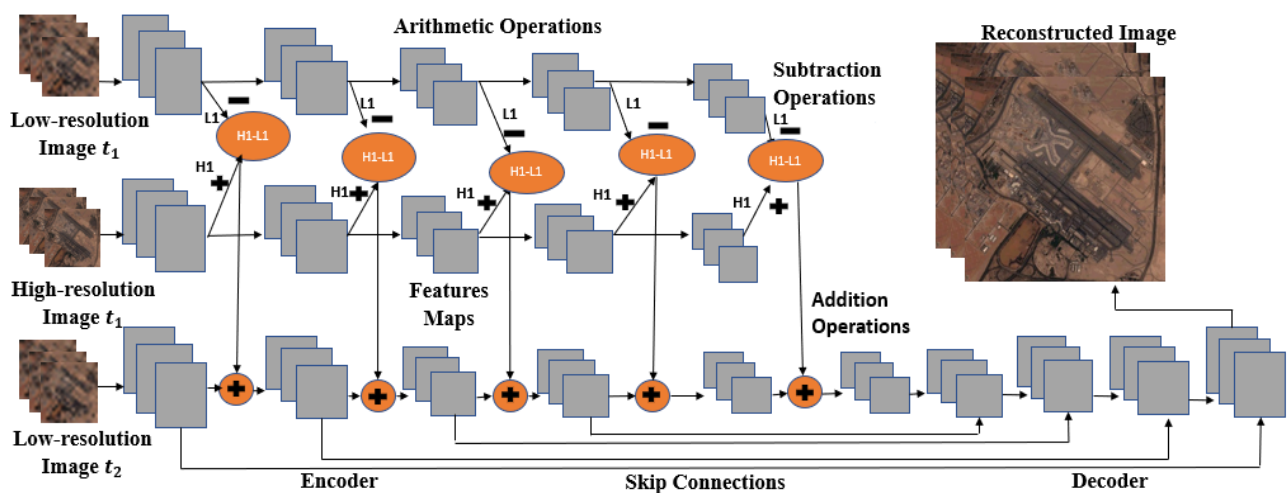 Arithmetic Operations
Reconstructed Image
Subtraction
Operations
Low-resolution
Image t₁
L1
L1
L1
L1
L1
H1-L1
H1-L1
H1-L1
H1-L1
H1-L1
H1
H1
H1
H1
H1
High-resolution
Image t₁
Features
Maps
Addition
Operations
Low-resolution
Image t₂
Encoder
Skip Connections
Decoder